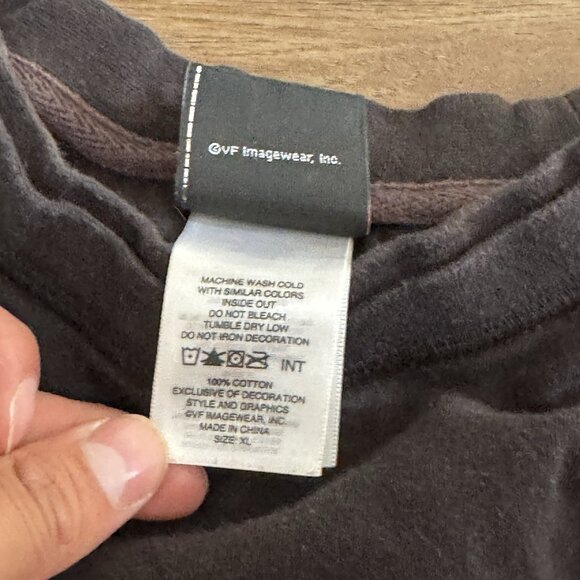 ©VF Imagewear, Inc.
MACHINE WASH COLD
WITH SIMILAR COLORS
INSIDE OUT
DO NOT BLEACH
TUMBLE DRY LOW
DO NOT IRON DECORATION
INT
100% COTTON
EXCLUSIVE OF DECORATION
STYLE AND GRAPHICS
©VF IMAGEWEAR, INC.
MADE IN CHINA
SIZE: XL